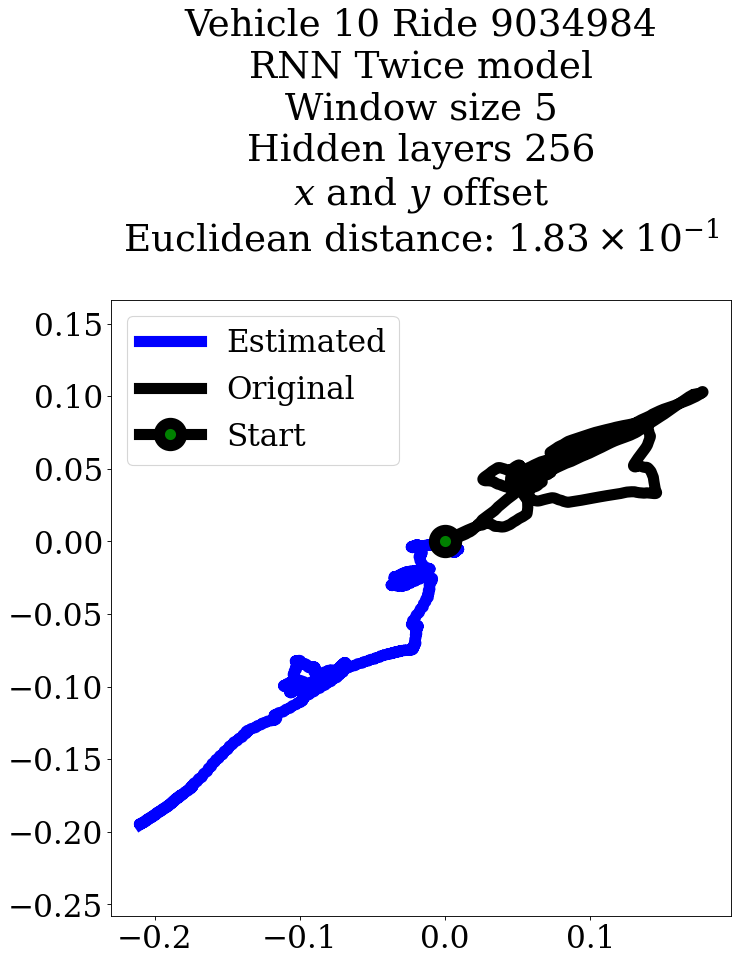 Vehicle 10 Ride 9034984
RNN Twice model
Window size 5
Hidden layers 256
x and y offset
Euclidean distance: 1.83 × 10⁻¹
Estimated
Original
Start
0.15
0.10
0.05
0.00
−0.05
−0.10
−0.15
−0.20
−0.25
−0.2 −0.1 0.0 0.1